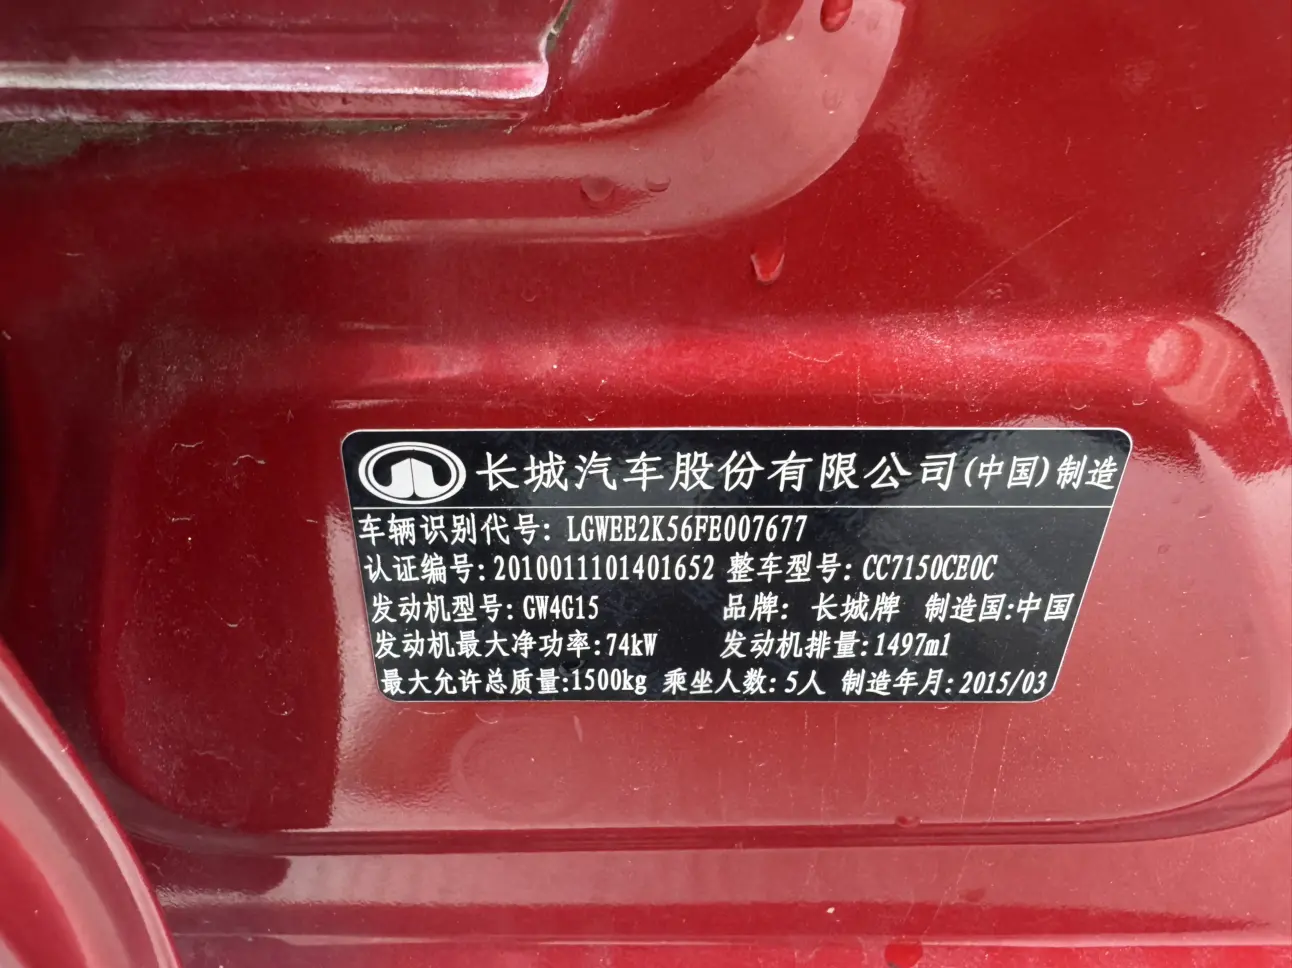 长城汽车股份有限公司(中国)制造
车辆识别代号: LGWEE2K56FE007677
认证编号:2010011101401652 整车型号: CC7150CE0C
发动机型号: GW4G15 品牌: 长城牌 制造国:中国
发动机最大净功率:74kW 发动机排量:1497ml
最大允许总质量:1500kg 乘坐人数: 5人 制造年月: 2015/03